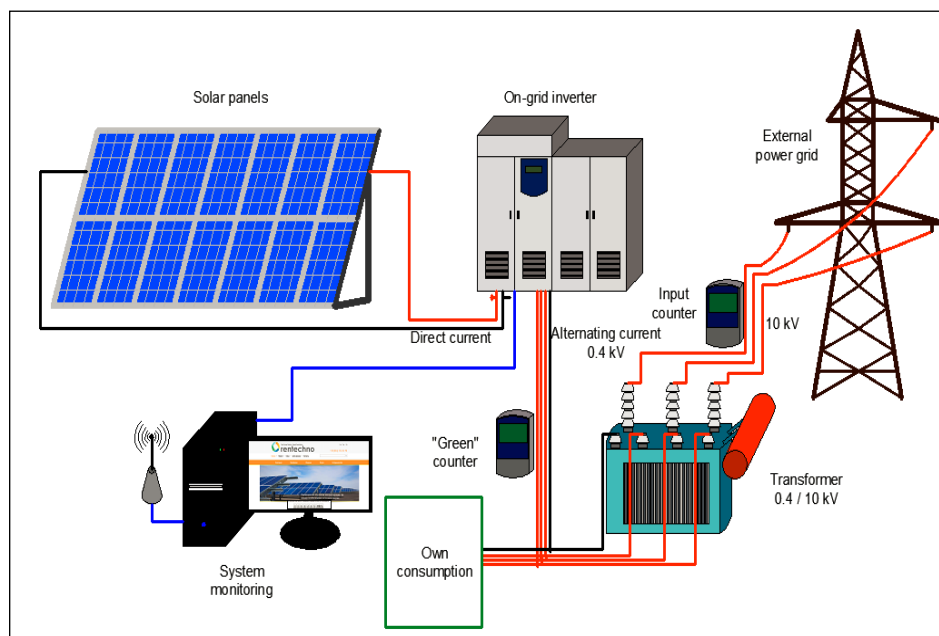 Solar panels
On-grid inverter
External
power grid
Input
counter
10 kV
Direct current
Alternating current
0.4 kV
"Green"
counter
rentechno
Transformer
0.4 / 10 kV
Own
consumption
System
monitoring